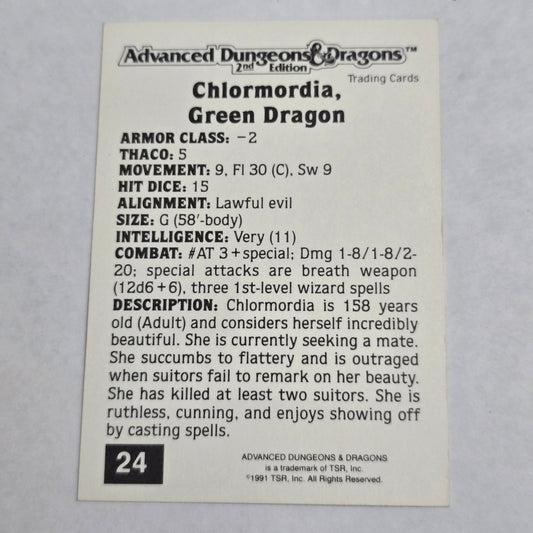 Advanced Dungeons & Dragons™
2nd Edition
Trading Cards
Chlormordia,
Green Dragon
ARMOR CLASS: −2
THACO: 5
MOVEMENT: 9, Fl 30 (C), Sw 9
HIT DICE: 15
ALIGNMENT: Lawful evil
SIZE: G (58'-body)
INTELLIGENCE: Very (11)
COMBAT: #AT 3 + special; Dmg 1-8/1-8/2-
20; special attacks are breath weapon
(12d6 + 6), three 1st-level wizard spells
DESCRIPTION: Chlormordia is 158 years
old (Adult) and considers herself incredibly
beautiful. She is currently seeking a mate.
She succumbs to flattery and is outraged
when suitors fail to remark on her beauty.
She has killed at least two suitors. She is
ruthless, cunning, and enjoys showing off
by casting spells.
24
ADVANCED DUNGEONS & DRAGONS
is a trademark of TSR, Inc.
©1991 TSR, Inc. All Rights Reserved.